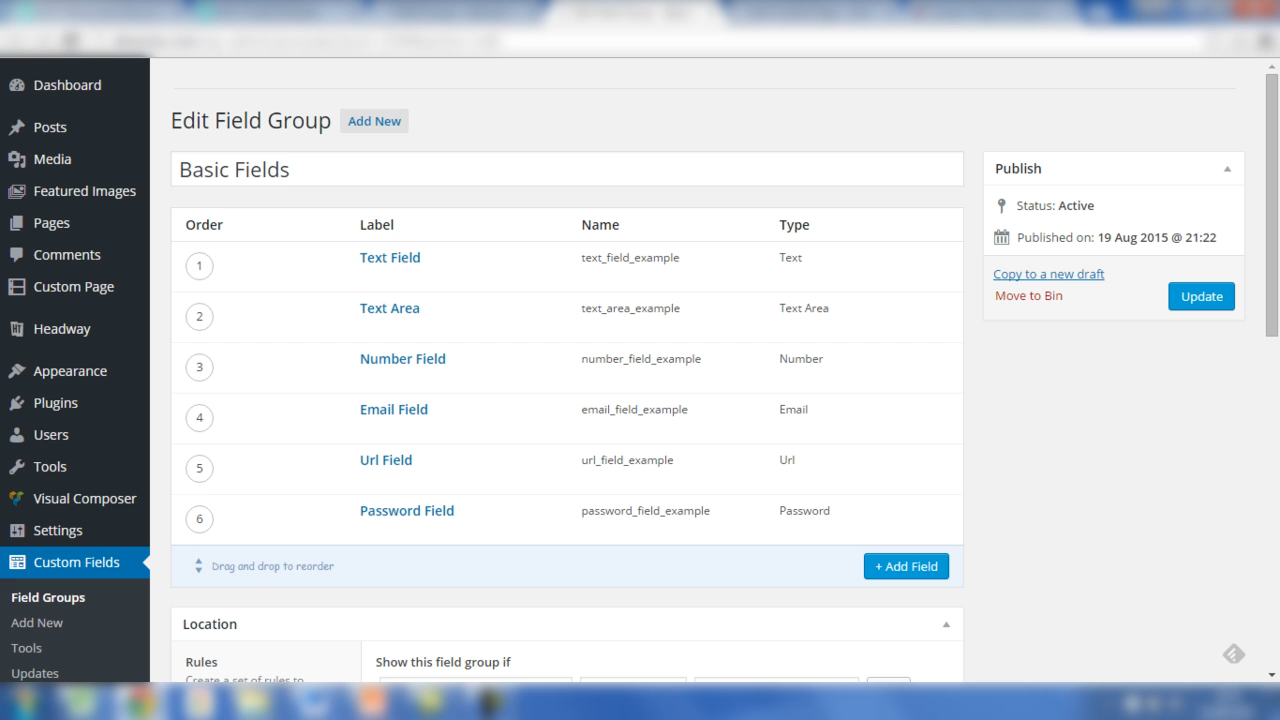 Dashboard
Posts
Media
Featured Images
Pages
Comments
Custom Page
Headway
Appearance
Plugins
Users
Tools
Visual Composer
Settings
Custom Fields
Field Groups
Add New
Tools
Updates
Edit Field Group Add New
Basic Fields
Order Label Name Type
1 Text Field text_field_example Text
2 Text Area text_area_example Text Area
3 Number Field number_field_example Number
4 Email Field email_field_example Email
5 Url Field url_field_example Url
6 Password Field password_field_example Password
Drag and drop to reorder + Add Field
Location
Rules Show this field group if
Create a set of rules to
Publish
Status: Active
Published on: 19 Aug 2015 @ 21:22
Copy to a new draft
Move to Bin Update